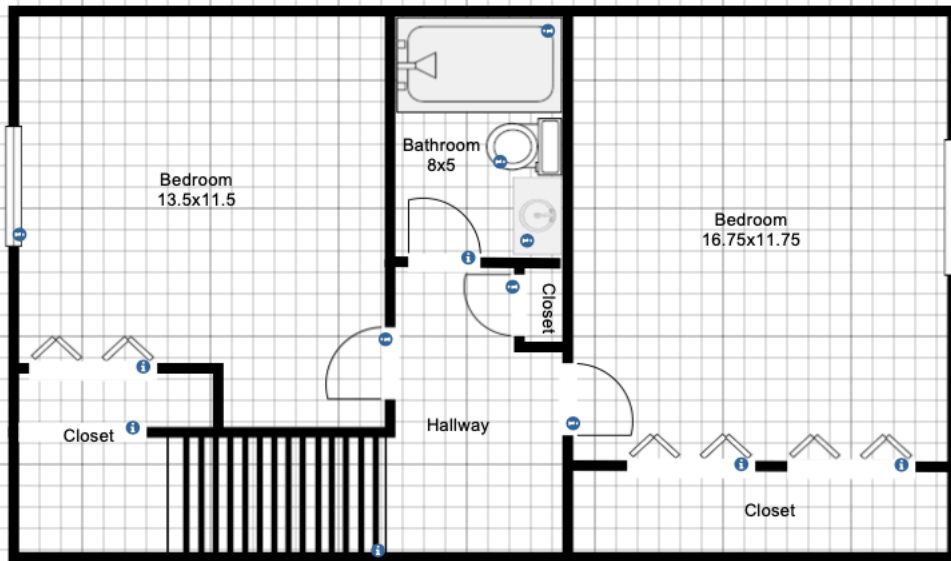 Bathroom
8x5
Bedroom
13.5x11.5
Bedroom
16.75x11.75
Closet
Hallway
Closet
Closet